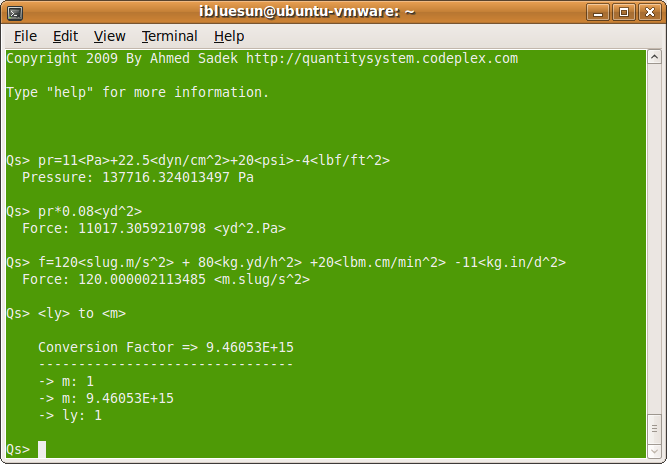 ibluesun@ubuntu-vmware: ~
File Edit View Terminal Help
Copyright 2009 By Ahmed Sadek http://quantitysystem.codeplex.com
Type "help" for more information.
Qs> pr=11<Pa>+22.5<dyn/cm^2>+20<psi>-4<lbf/ft^2>
Pressure: 137716.324013497 Pa
Qs> pr*0.08<yd^2>
Force: 11017.3059210798 <yd^2.Pa>
Qs> f=120<slug.m/s^2> + 80<kg.yd/h^2> +20<lbm.cm/min^2> -11<kg.in/d^2>
Force: 120.000002113485 <m.slug/s^2>
Qs> <ly> to <m>
Conversion Factor => 9.46053E+15
--------------------------------
-> m: 1
-> m: 9.46053E+15
-> ly: 1
Qs>